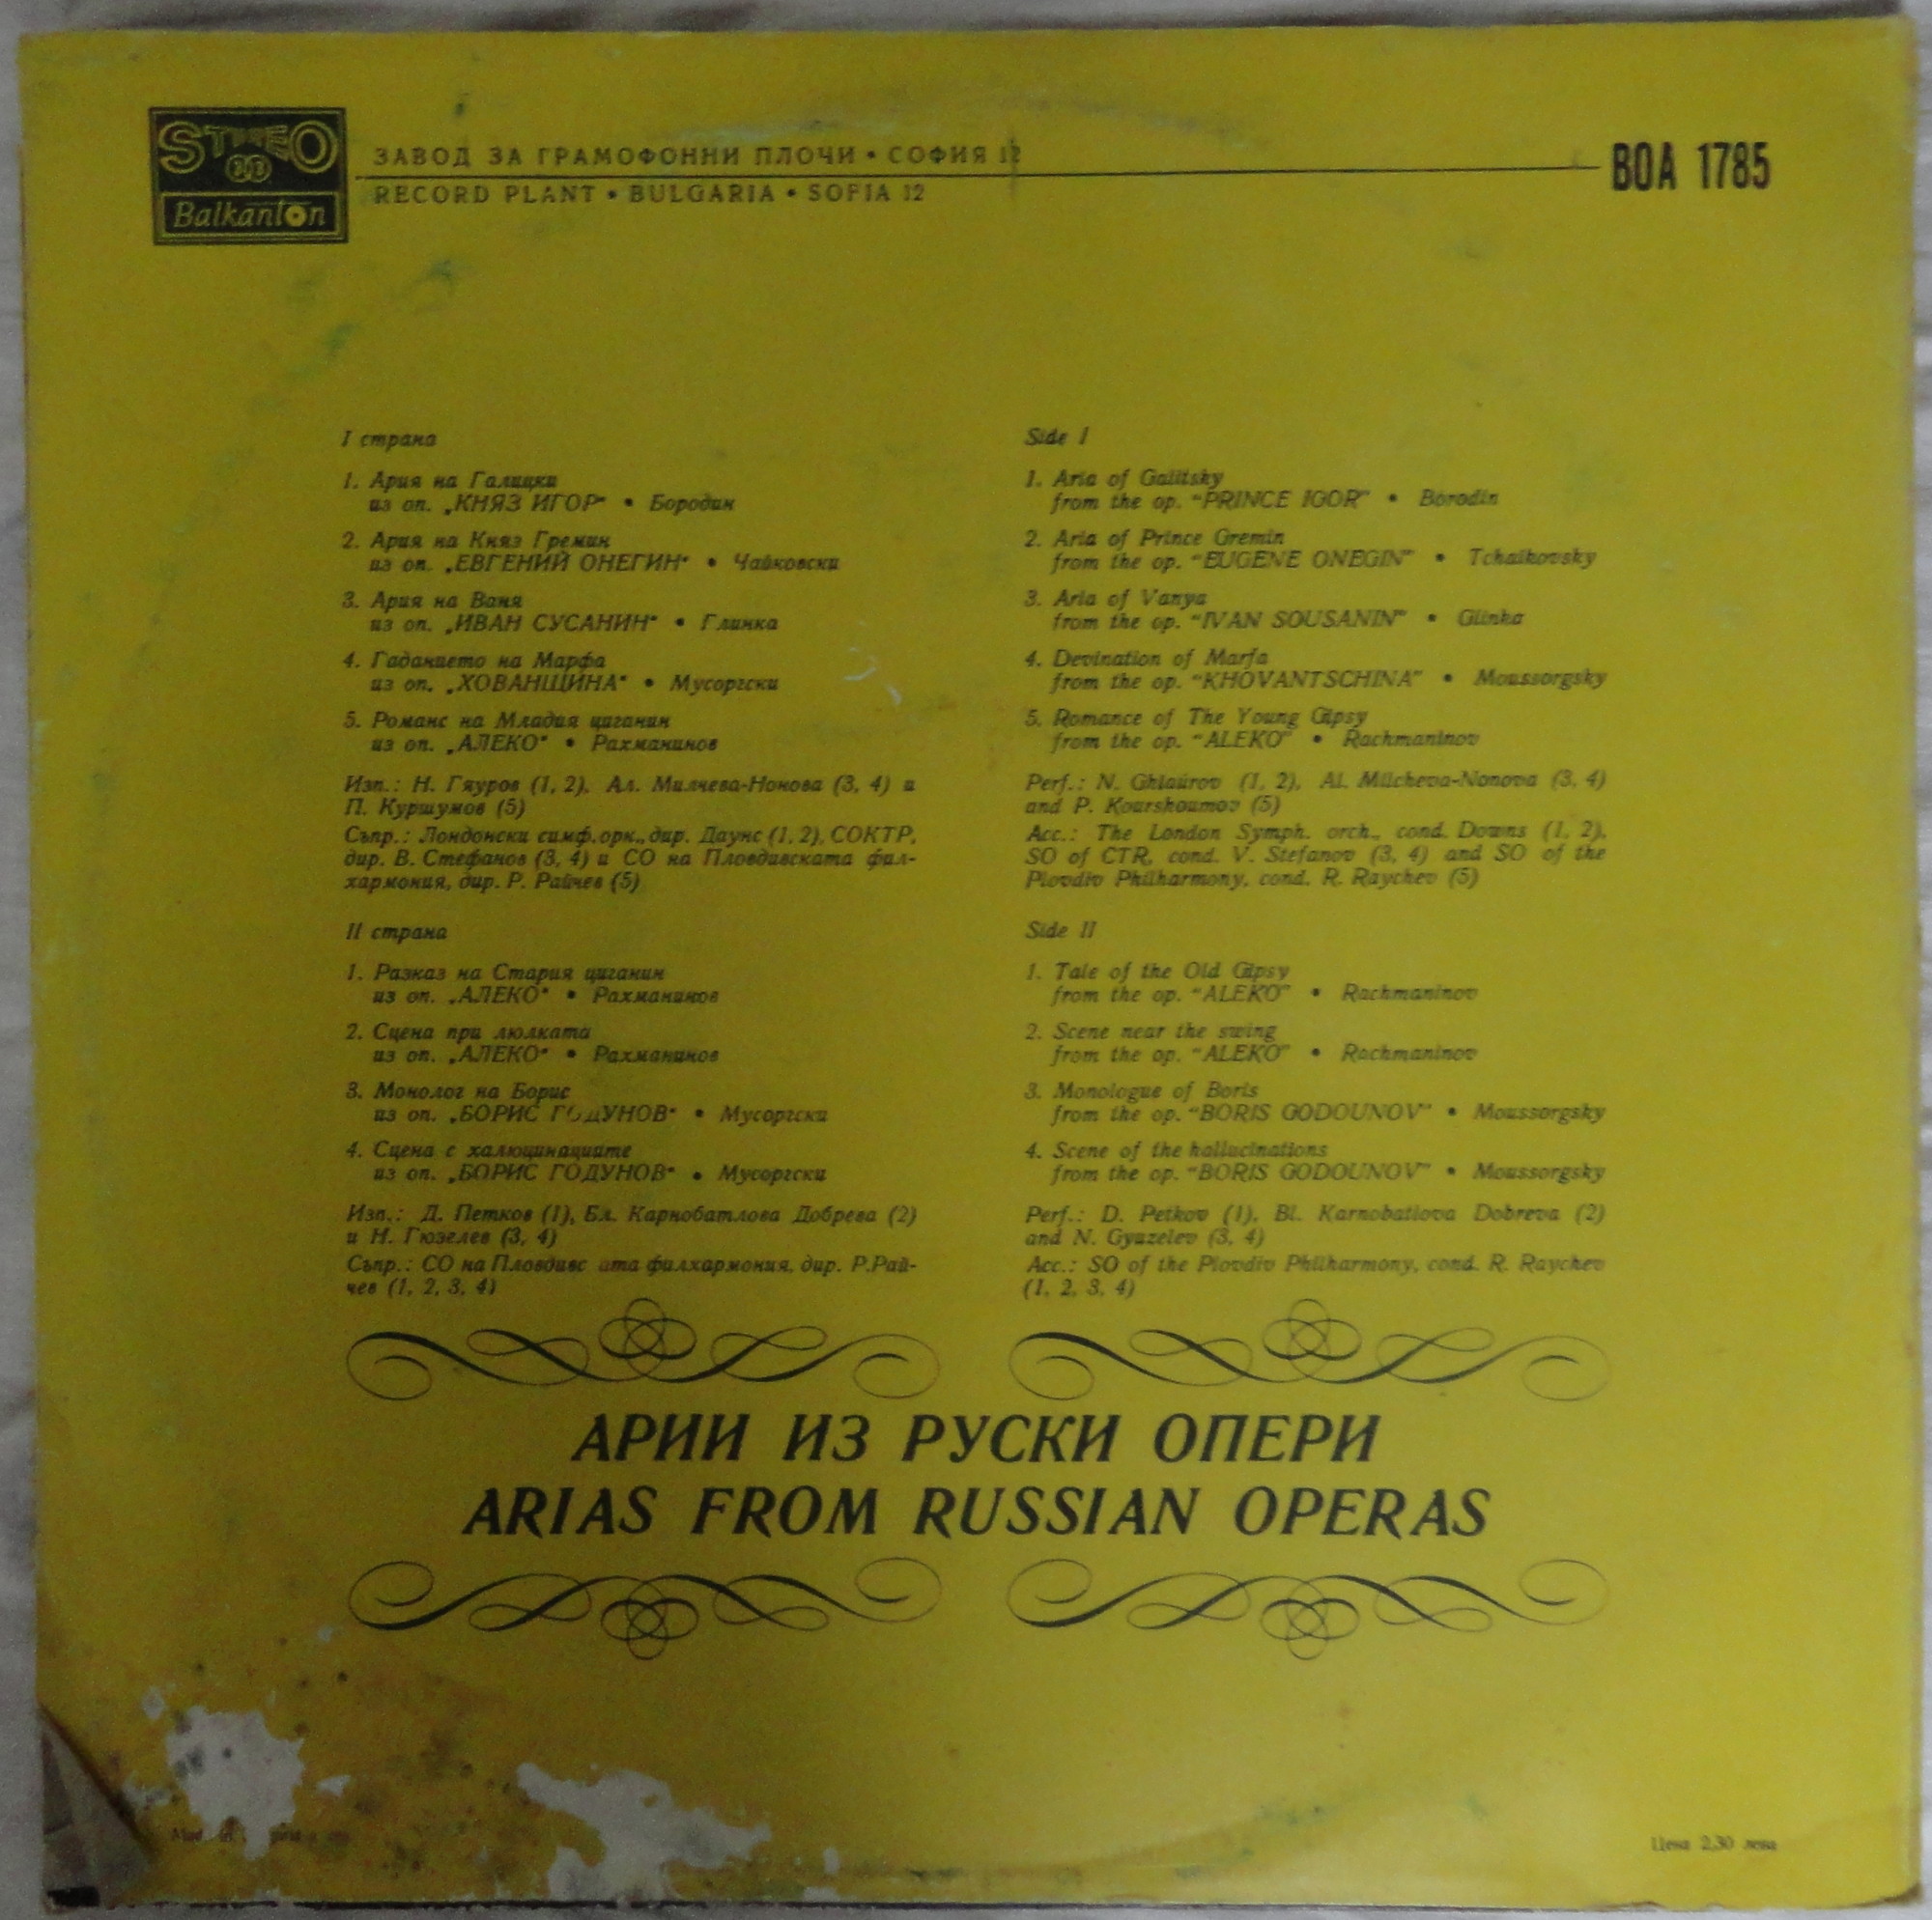 STEREO
33
Balkanton
ЗАВОД ЗА ГРАМОФОННИ ПЛОЧИ • СОФИЯ 12
RECORD PLANT • BULGARIA • SOFIA 12
ВОА 1785
I страна
1. Ария на Галицки
из оп. „КНЯЗ ИГОР“ • Бородин
2. Ария на Княз Гремин
из оп. „ЕВГЕНИЙ ОНЕГИН“ • Чайковски
3. Ария на Ваня
из оп. „ИВАН СУСАНИН“ • Глинка
4. Гаданието на Марфа
из оп. „ХОВАНЩИНА“ • Мусоргски
5. Романс на Младия циганин
из оп. „АЛЕКО“ • Рахманинов
Изп.: Н. Гяуров (1, 2), Ал. Милчева-Нонова (3, 4) и
П. Куршумов (5)
Съпр.: Лондонски симф. орк., дир. Даунс (1, 2), СОКТР,
дир. В. Стефанов (3, 4) и СО на Пловдивската фил-
хармония, дир. Р. Райчев (5)
II страна
1. Разказ на Стария циганин
из оп. „АЛЕКО“ • Рахманинов
2. Сцена при люлката
из оп. „АЛЕКО“ • Рахманинов
3. Монолог на Борис
из оп. „БОРИС ГОДУНОВ“ • Мусоргски
4. Сцена с халюцинациите
из оп. „БОРИС ГОДУНОВ“ • Мусоргски
Изп.: Д. Петков (1), Бл. Карнобатлова Добрева (2)
и Н. Гюзелев (3, 4)
Съпр.: СО на Пловдивс ата филхармония, дир. Р.Рай-
чев (1, 2, 3, 4)
Side I
1. Aria of Galitsky
from the op. “PRINCE IGOR” • Borodin
2. Aria of Prince Gremin
from the op. “EUGENE ONEGIN” • Tchaikovsky
3. Aria of Vanya
from the op. “IVAN SOUSANIN” • Glinka
4. Devination of Marfa
from the op. “KHOVANTSCHINA” • Moussorgsky
5. Romance of The Young Gipsy
from the op. “ALEKO” • Rachmaninov
Perf.: N. Ghiaurov (1, 2), Al. Milcheva-Nonova (3, 4)
and P. Kourshoumov (5)
Acc.: The London Symph. orch., cond. Downs (1, 2),
SO of CTR, cond. V. Stefanov (3, 4) and SO of the
Plovdiv Philharmony, cond. R. Raychev (5)
Side II
1. Tale of the Old Gipsy
from the op. “ALEKO” • Rachmaninov
2. Scene near the swing
from the op. “ALEKO” • Rachmaninov
3. Monologue of Boris
from the op. “BORIS GODOUNOV” • Moussorgsky
4. Scene of the hallucinations
from the op. “BORIS GODOUNOV” • Moussorgsky
Perf.: D. Petkov (1), Bl. Karnobatlova Dobreva (2)
and N. Gyuzelev (3, 4)
Acc.: SO of the Plovdiv Philharmony, cond. R. Raychev
(1, 2, 3, 4)
АРИИ ИЗ РУСКИ ОПЕРИ
ARIAS FROM RUSSIAN OPERAS
Цена 2,30 лева